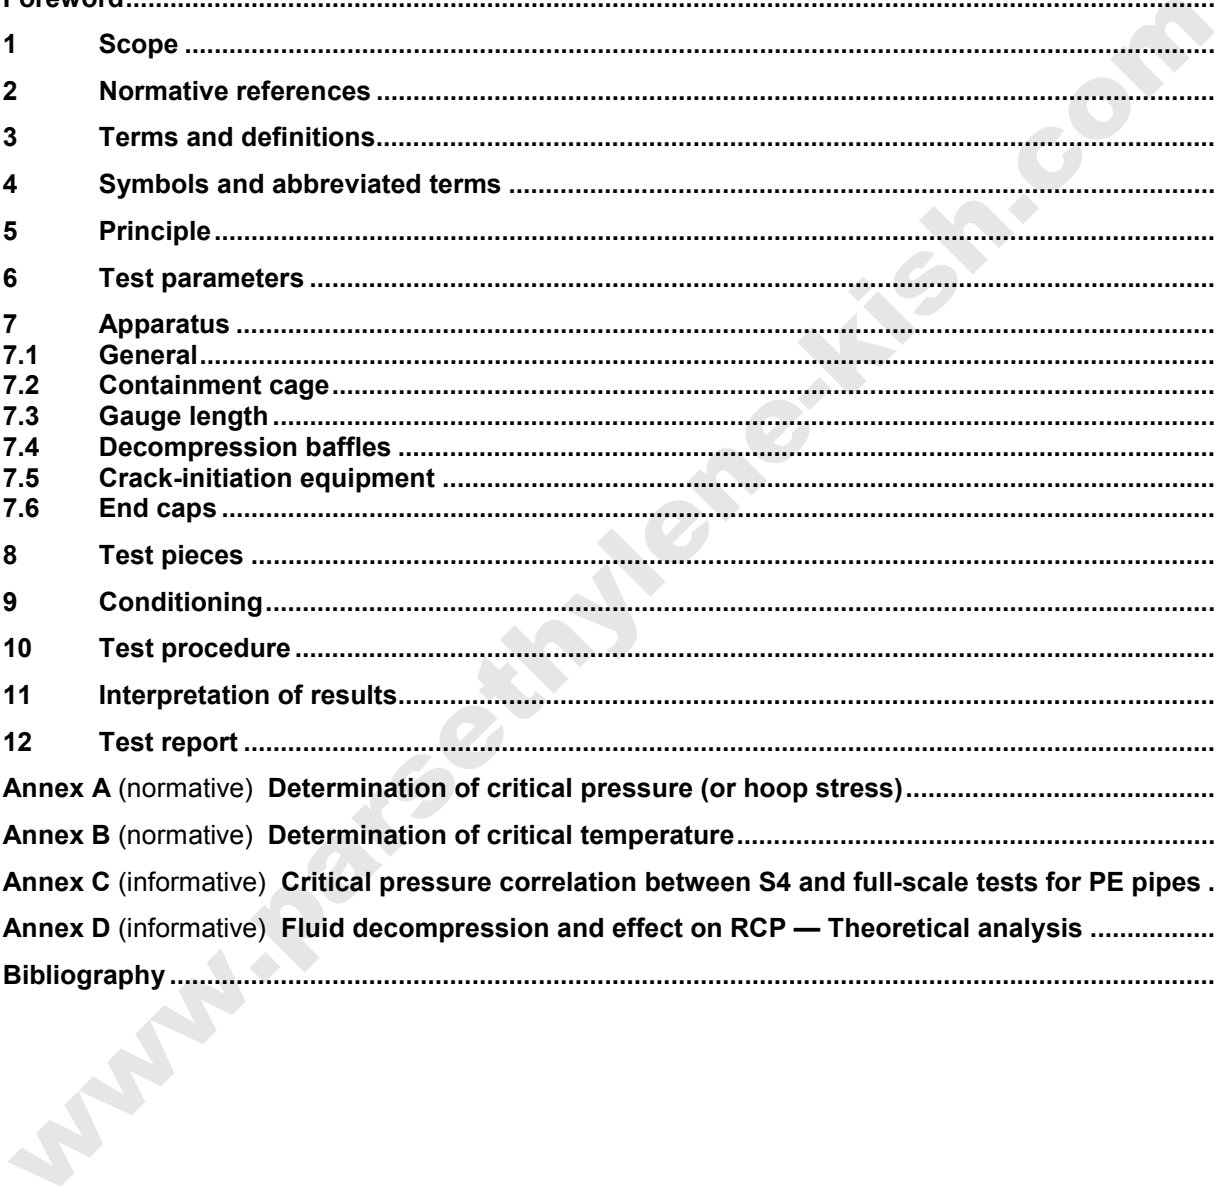 Foreword
1 Scope
2 Normative references
3 Terms and definitions
4 Symbols and abbreviated terms
5 Principle
6 Test parameters
7 Apparatus
7.1 General
7.2 Containment cage
7.3 Gauge length
7.4 Decompression baffles
7.5 Crack-initiation equipment
7.6 End caps
8 Test pieces
9 Conditioning
10 Test procedure
11 Interpretation of results
12 Test report
Annex A (normative) Determination of critical pressure (or hoop stress)
Annex B (normative) Determination of critical temperature
Annex C (informative) Critical pressure correlation between S4 and full-scale tests for PE pipes .
Annex D (informative) Fluid decompression and effect on RCP — Theoretical analysis
Bibliography
www.parsethylene-kish.com